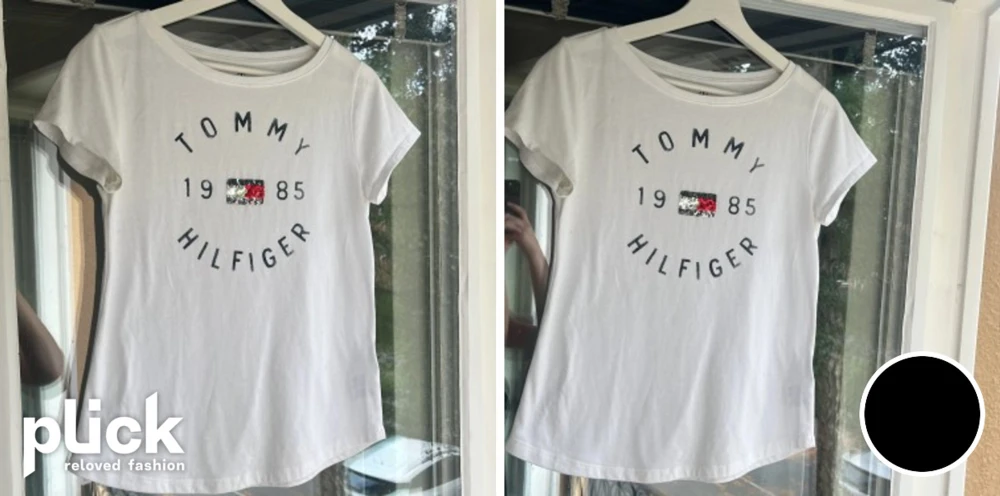 TOMMY
19 85
HILFIGER
TOMMY
19 85
HILFIGER
plick
reloved fashion